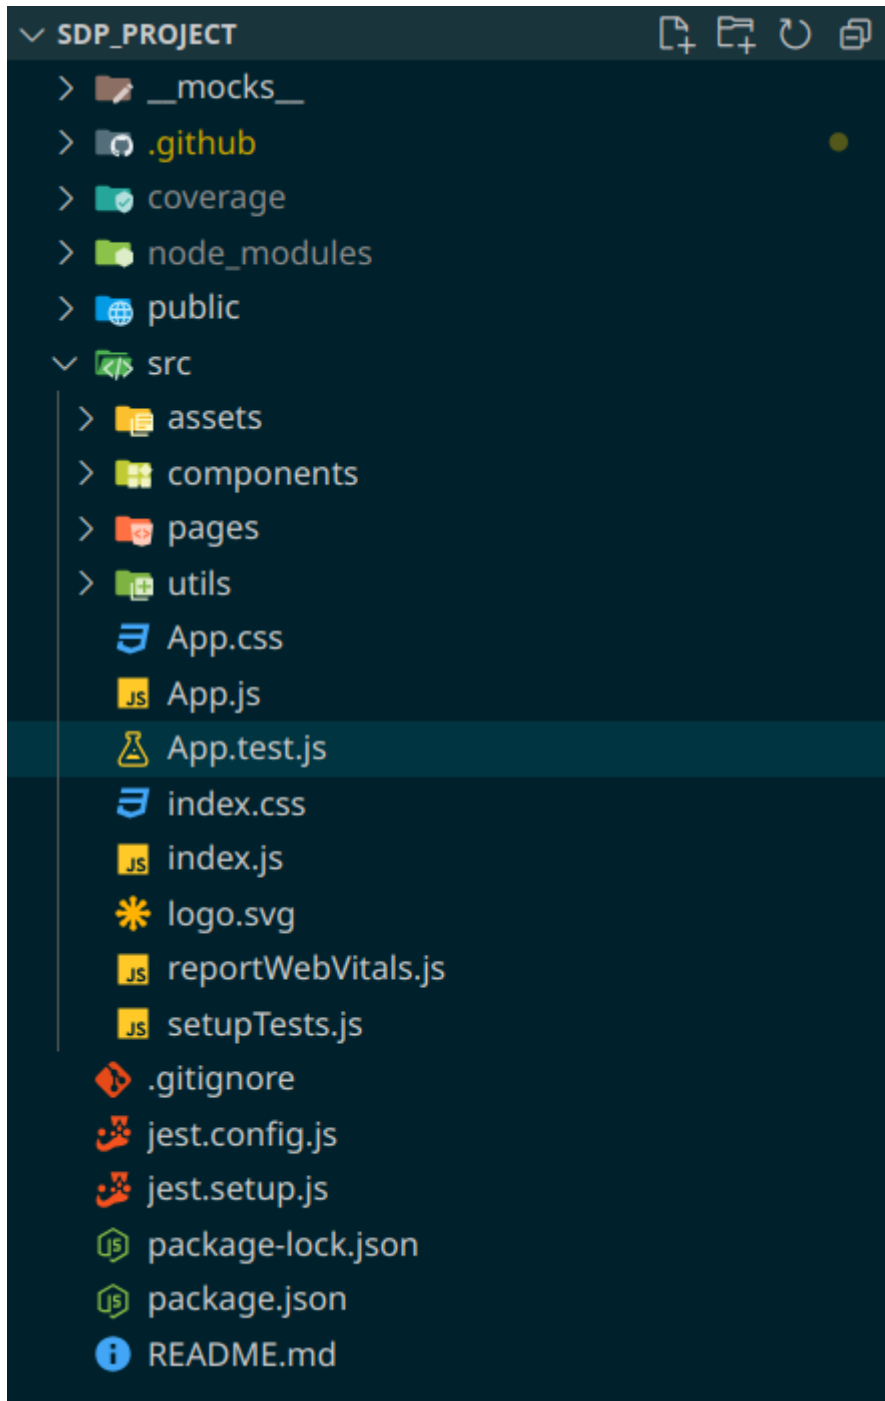 SDP_PROJECT
__mocks__
.github
coverage
node_modules
public
src
assets
components
pages
utils
App.css
App.js
App.test.js
index.css
index.js
logo.svg
reportWebVitals.js
setupTests.js
.gitignore
jest.config.js
jest.setup.js
package-lock.json
package.json
README.md